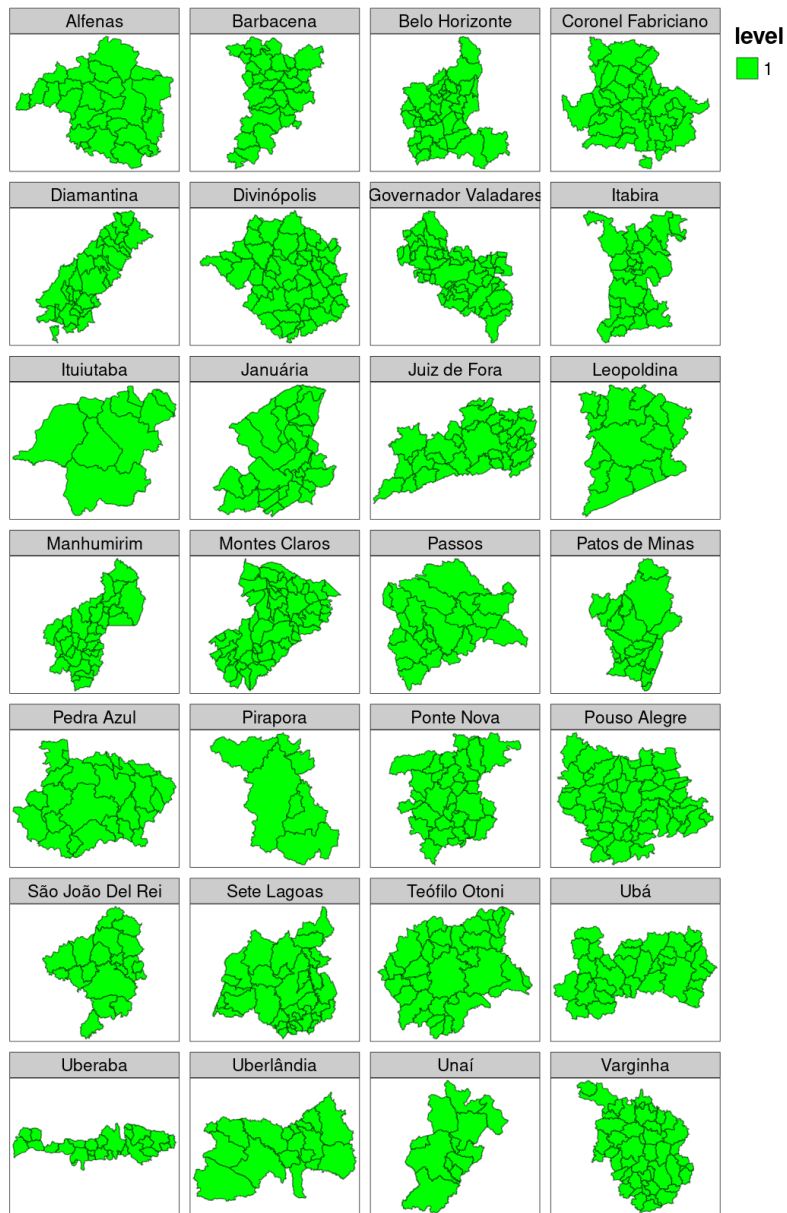 Alfenas
Barbacena
Belo Horizonte
Coronel Fabriciano
level
1
Diamantina
Divinópolis
Governador Valadares
Itabira
Ituiutaba
Januária
Juiz de Fora
Leopoldina
Manhumirim
Montes Claros
Passos
Patos de Minas
Pedra Azul
Pirapora
Ponte Nova
Pouso Alegre
São João Del Rei
Sete Lagoas
Teófilo Otoni
Ubá
Uberaba
Uberlândia
Unaí
Varginha